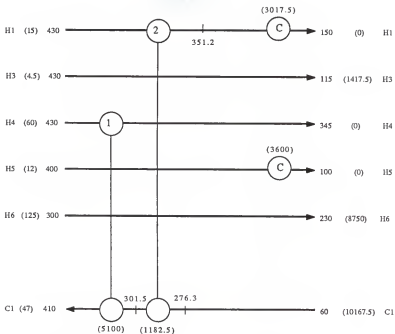 (3017.5)
H1 (15) 430 2 C 150 (0) H1
351.2
H3 (4.5) 430 115 (1417.5) H3
H4 (60) 430 1 345 (0) H4
(3600)
H5 (12) 400 C 100 (0) H5
H6 (125) 300 230 (8750) H6
301.5 276.3
C1 (47) 410 60 (10167.5) C1
(5100) (1182.5)